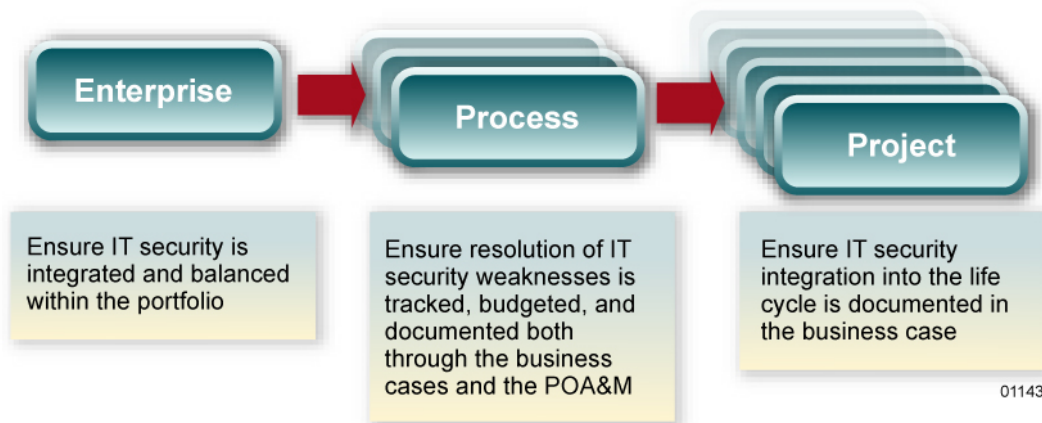 Enterprise
Process
Project
Ensure IT security is
integrated and balanced
within the portfolio
Ensure resolution of IT
security weaknesses is
tracked, budgeted, and
documented both
through the business
cases and the POA&M
Ensure IT security
integration into the life
cycle is documented in
the business case
01143